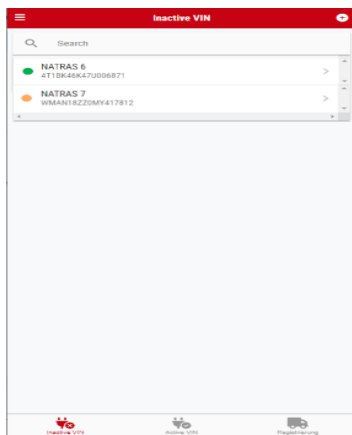 Inactive VIN
Search
NATRAS 6
4T1BK46K47U006871
NATRAS 7
WMAN18ZZ0MY417812
Inactive VIN
Active VIN
Registrierung